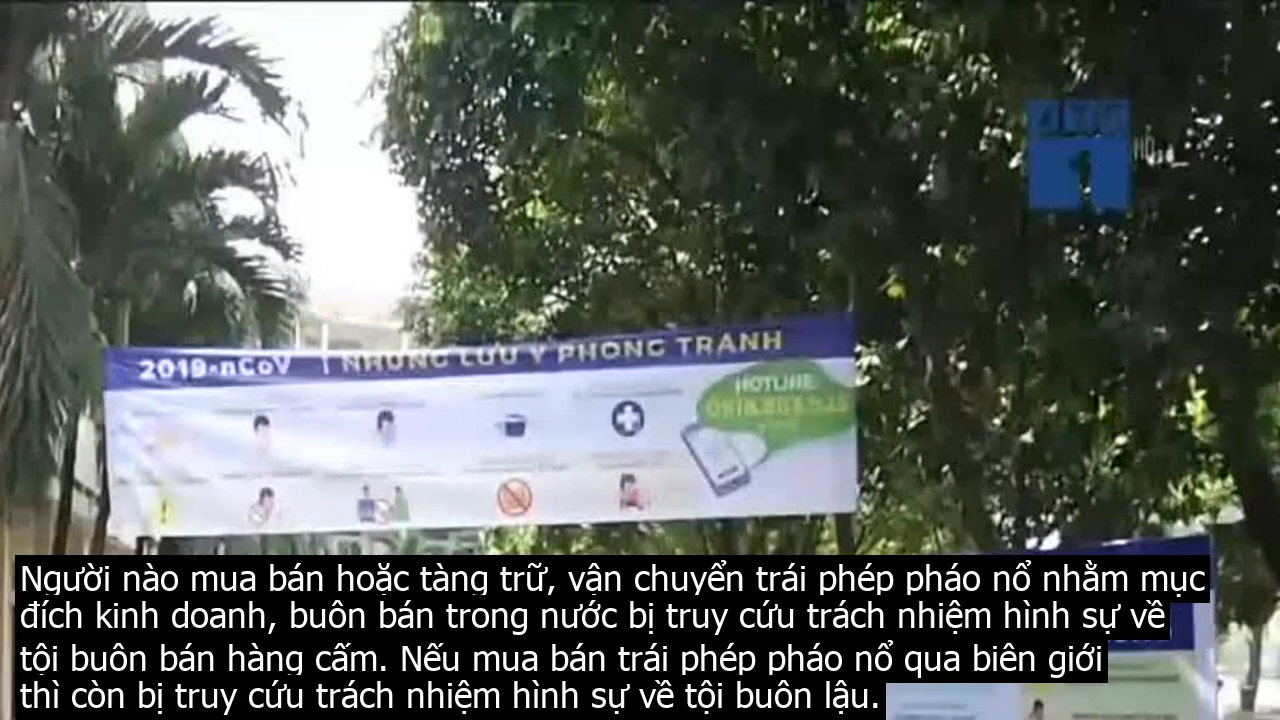 HD
1
2019-nCoV | NHỮNG LƯU Ý PHÒNG TRÁNH
HOTLINE
Người nào mua bán hoặc tàng trữ, vận chuyển trái phép pháo nổ nhằm mục
đích kinh doanh, buôn bán trong nước bị truy cứu trách nhiệm hình sự về
tội buôn bán hàng cấm. Nếu mua bán trái phép pháo nổ qua biên giới
thì còn bị truy cứu trách nhiệm hình sự về tội buôn lậu.